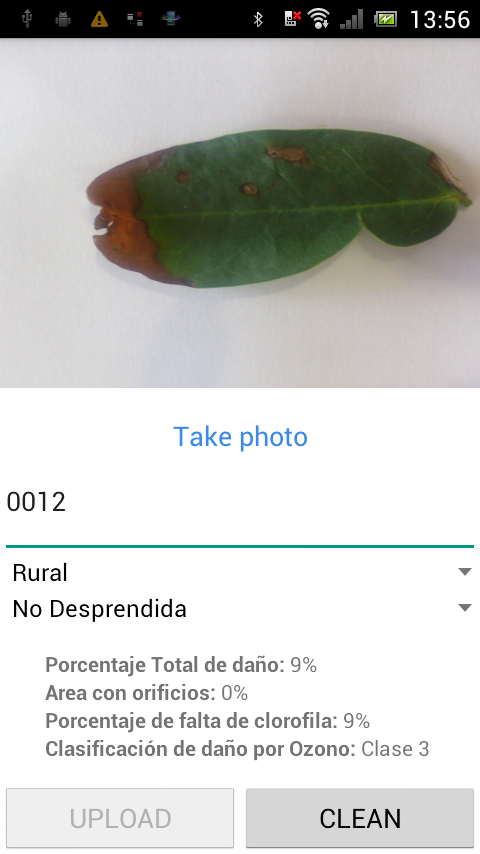 13:56
Take photo
0012
Rural
No Desprendida
Porcentaje Total de daño: 9%
Area con orificios: 0%
Porcentaje de falta de clorofila: 9%
Clasificación de daño por Ozono: Clase 3
UPLOAD CLEAN